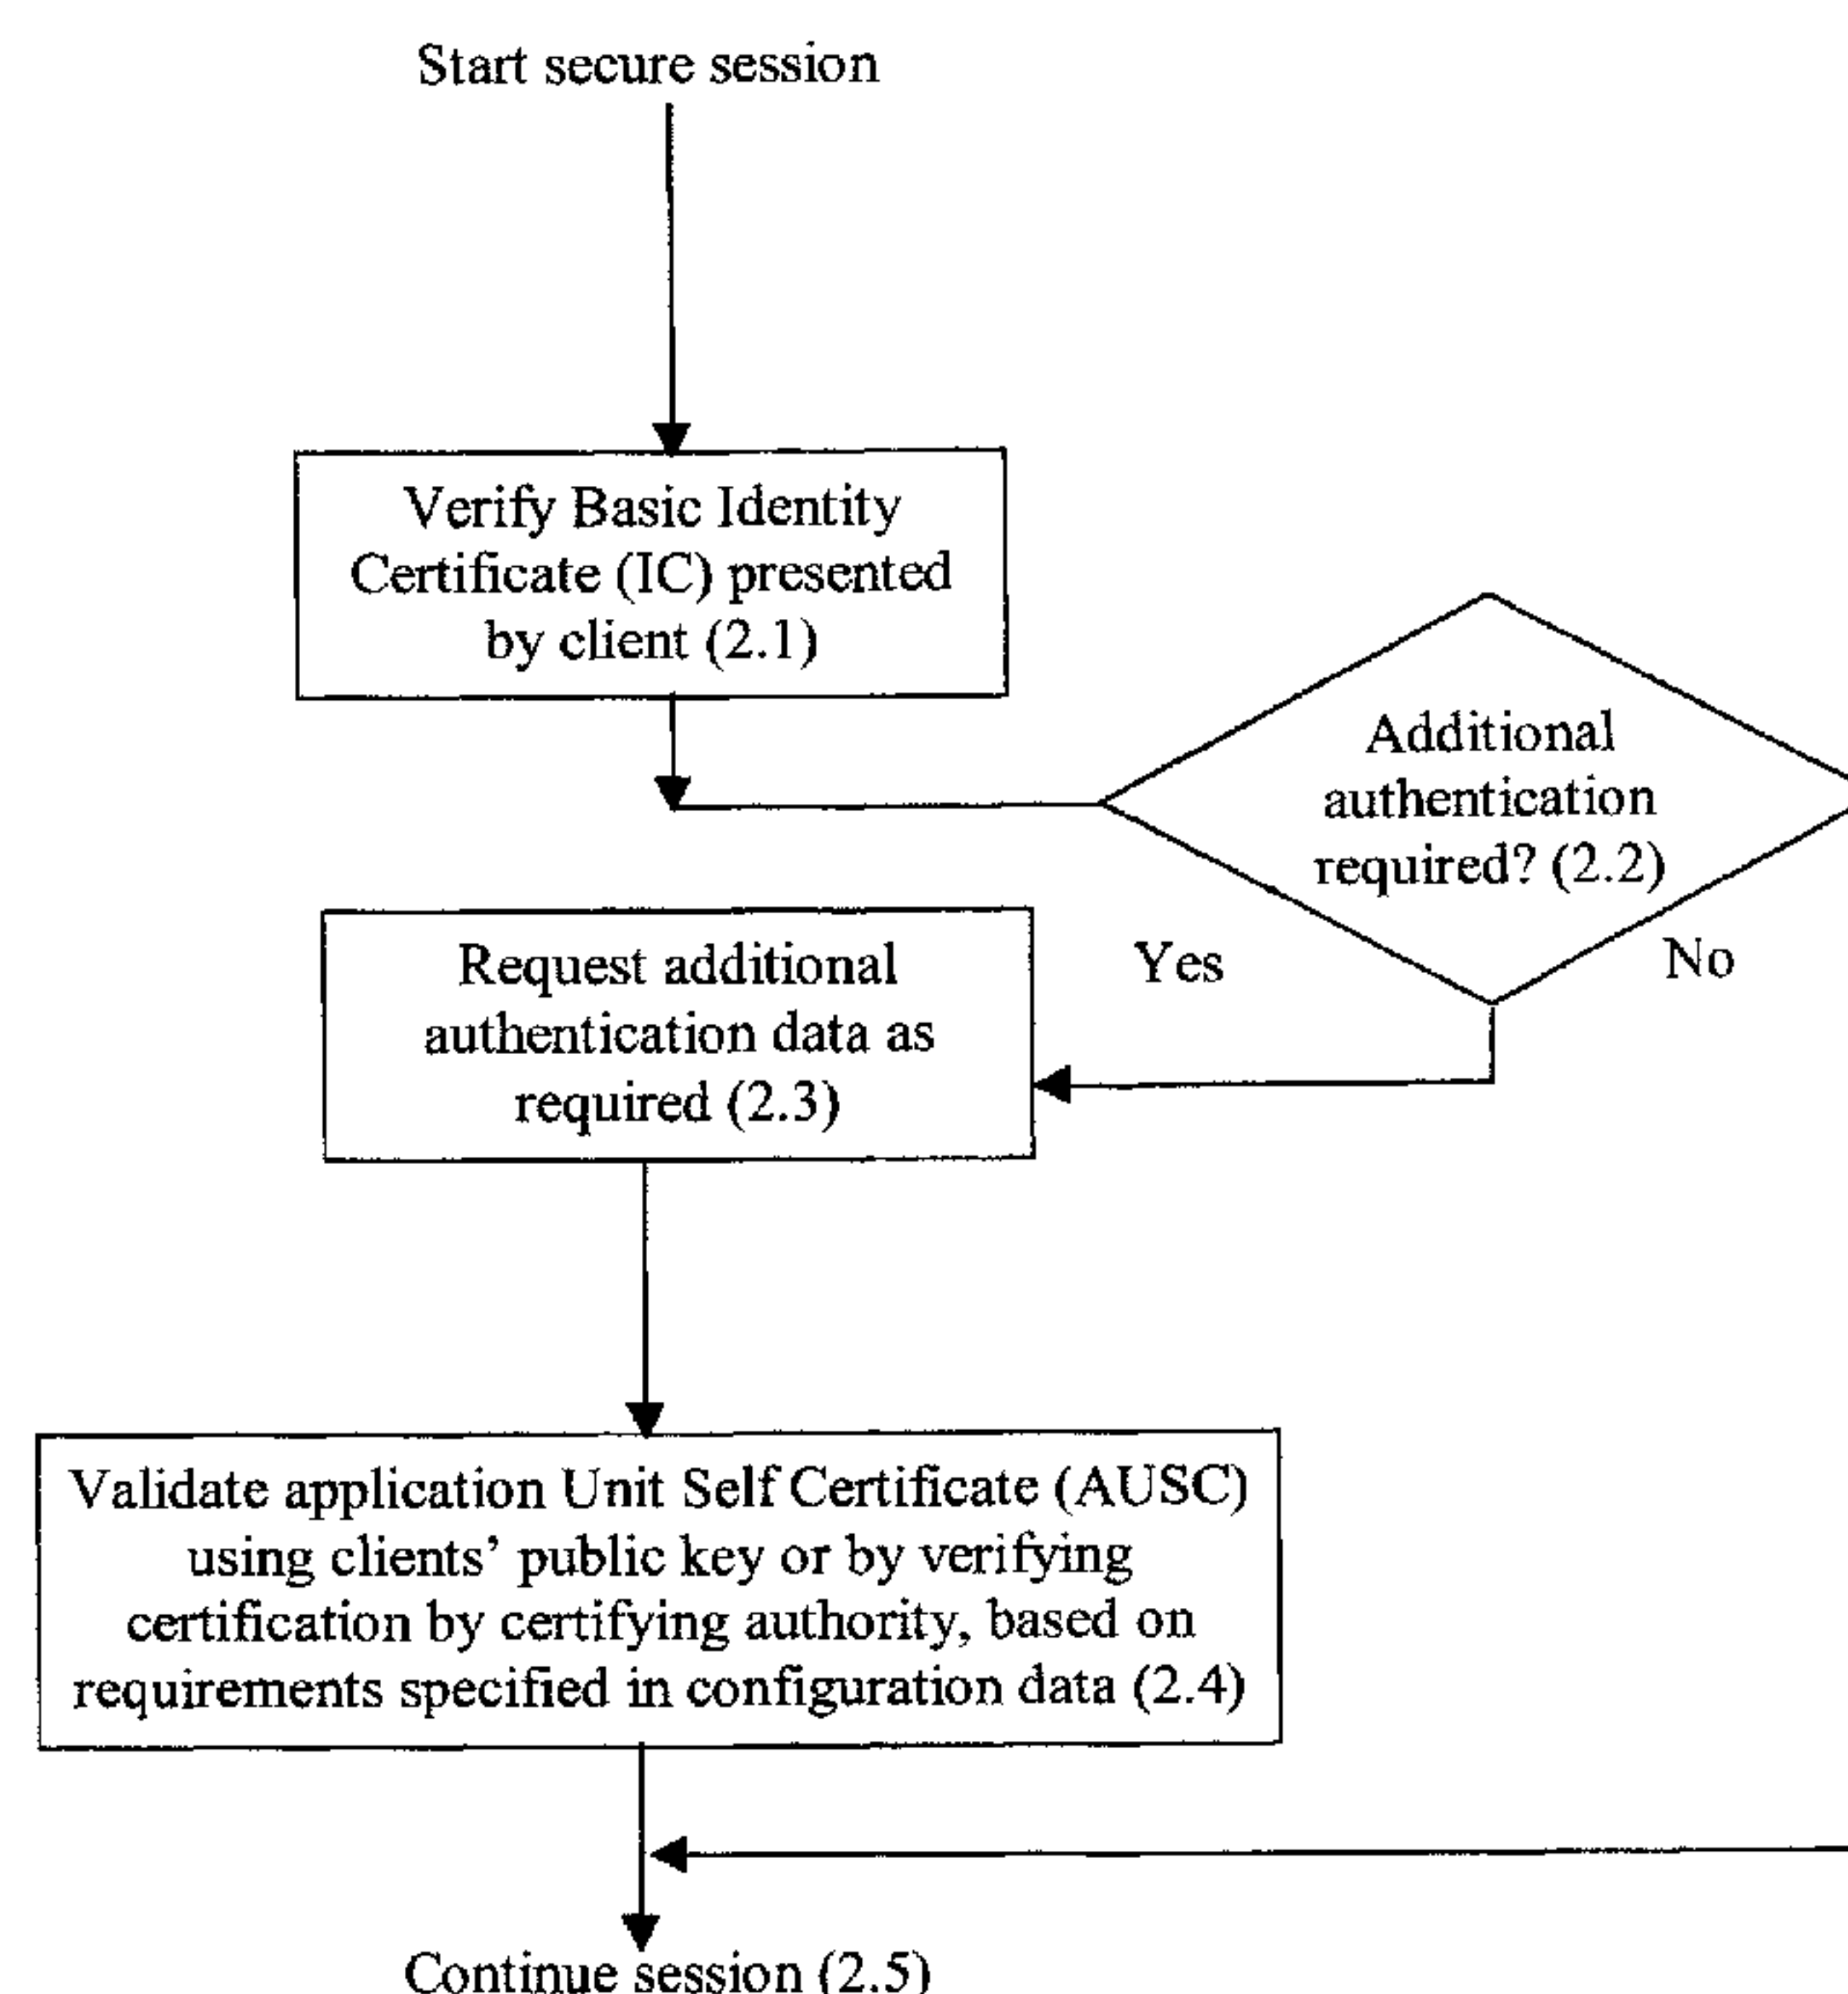 Start secure session
Verify Basic Identity
Certificate (IC) presented
by client (2.1)
Additional
authentication
required? (2.2)
Yes
No
Request additional
authentication data as
required (2.3)
Validate application Unit Self Certificate (AUSC)
using clients’ public key or by verifying
certification by certifying authority, based on
requirements specified in configuration data (2.4)
Continue session (2.5)